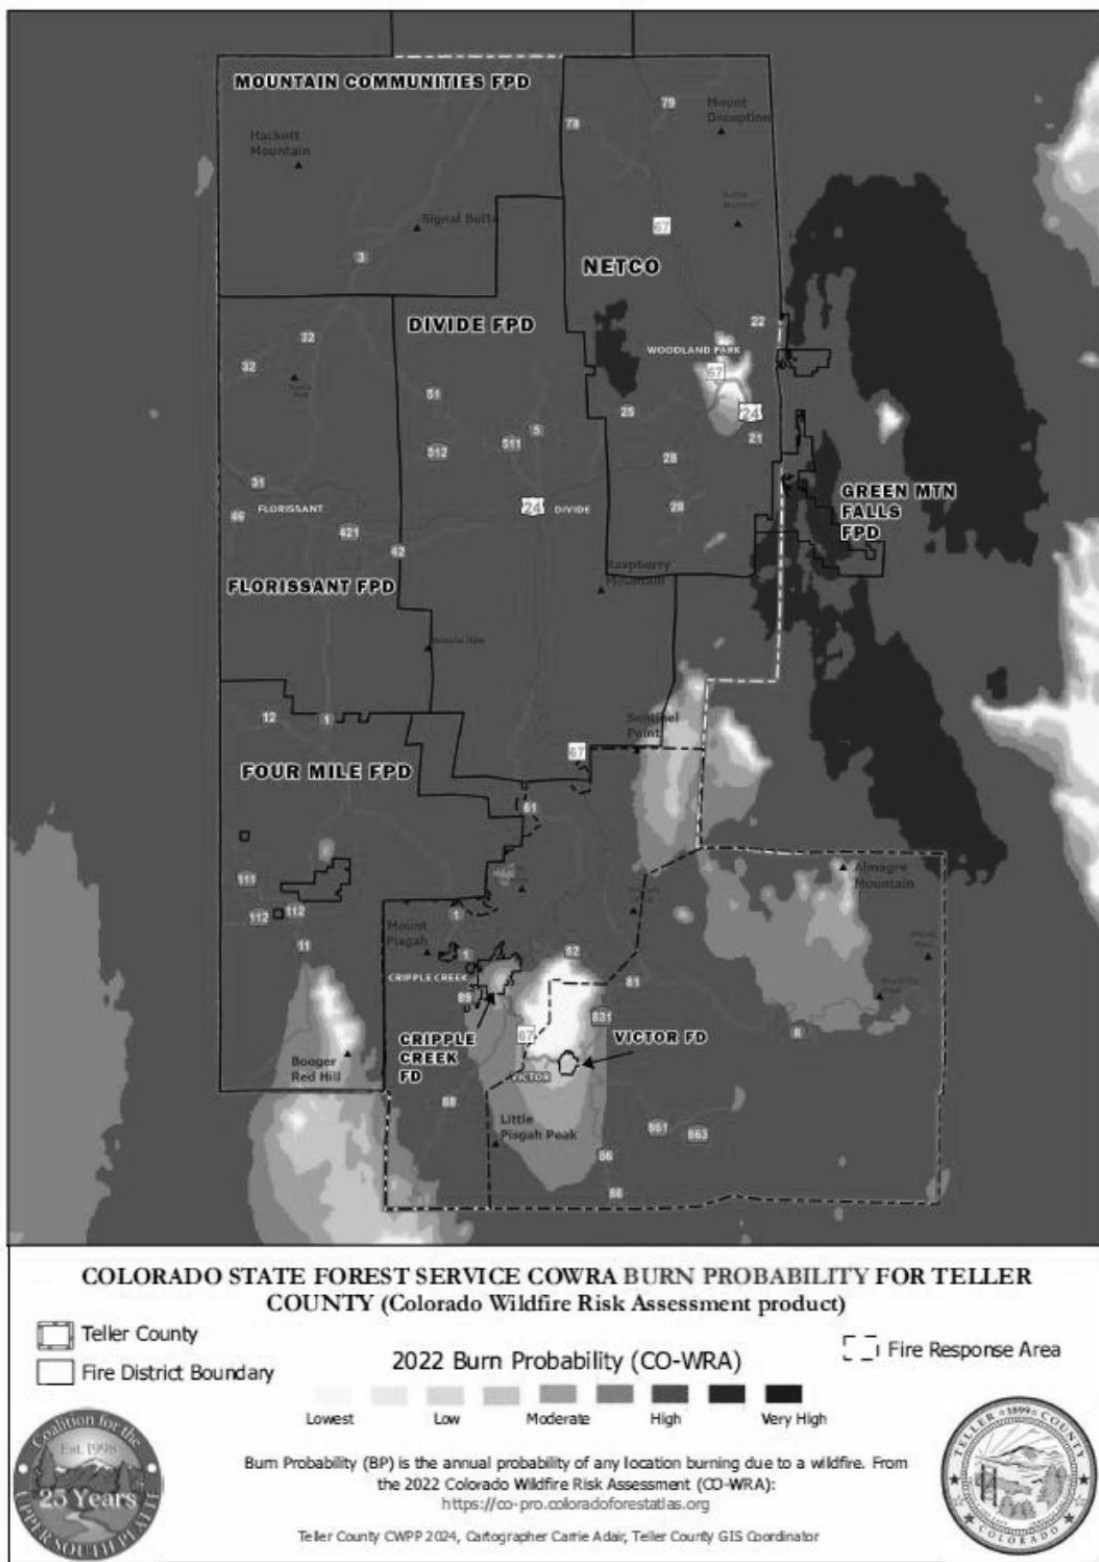 MOUNTAIN COMMUNITIES FPD
79
Mount
Deception
78
Hackett
Mountain
Signal Butte
67
3
NETCO
DIVIDE FPD
22
32
WOODLAND PARK
32
67
51
25
24
5
511
21
512
28
31
GREEN MTN
FALLS
FPD
FLORISSANT
24
DIVIDE
28
46
421
42
Raspberry
Mountain
FLORISSANT FPD
12
1
Sentinel
Point
67
FOUR MILE FPD
61
Almagre
Mountain
111
112
112
1
11
Mount
Pisgah
1
82
CRIPPLE CREEK
81
89
831
8
67
CRIPPLE
CREEK
FD
VICTOR FD
Booger
Red Hill
VICTOR
88
Little
Pisgah Peak
861
863
86
86
COLORADO STATE FOREST SERVICE COWRA BURN PROBABILITY FOR TELLER
COUNTY (Colorado Wildfire Risk Assessment product)
Teller County
Fire District Boundary
2022 Burn Probability (CO-WRA)
Fire Response Area
Lowest
Low
Moderate
High
Very High
Coalition for the
Est. 1998
25 Years
UPPER SOUTH PLATTE
Burn Probability (BP) is the annual probability of any location burning due to a wildfire. From
the 2022 Colorado Wildfire Risk Assessment (CO-WRA):
https://co-pro.coloradoforestatlas.org
Teller County CWPP 2024, Cartographer Carrie Adair, Teller County GIS Coordinator
TELLER 1899 COUNTY
COLORADO